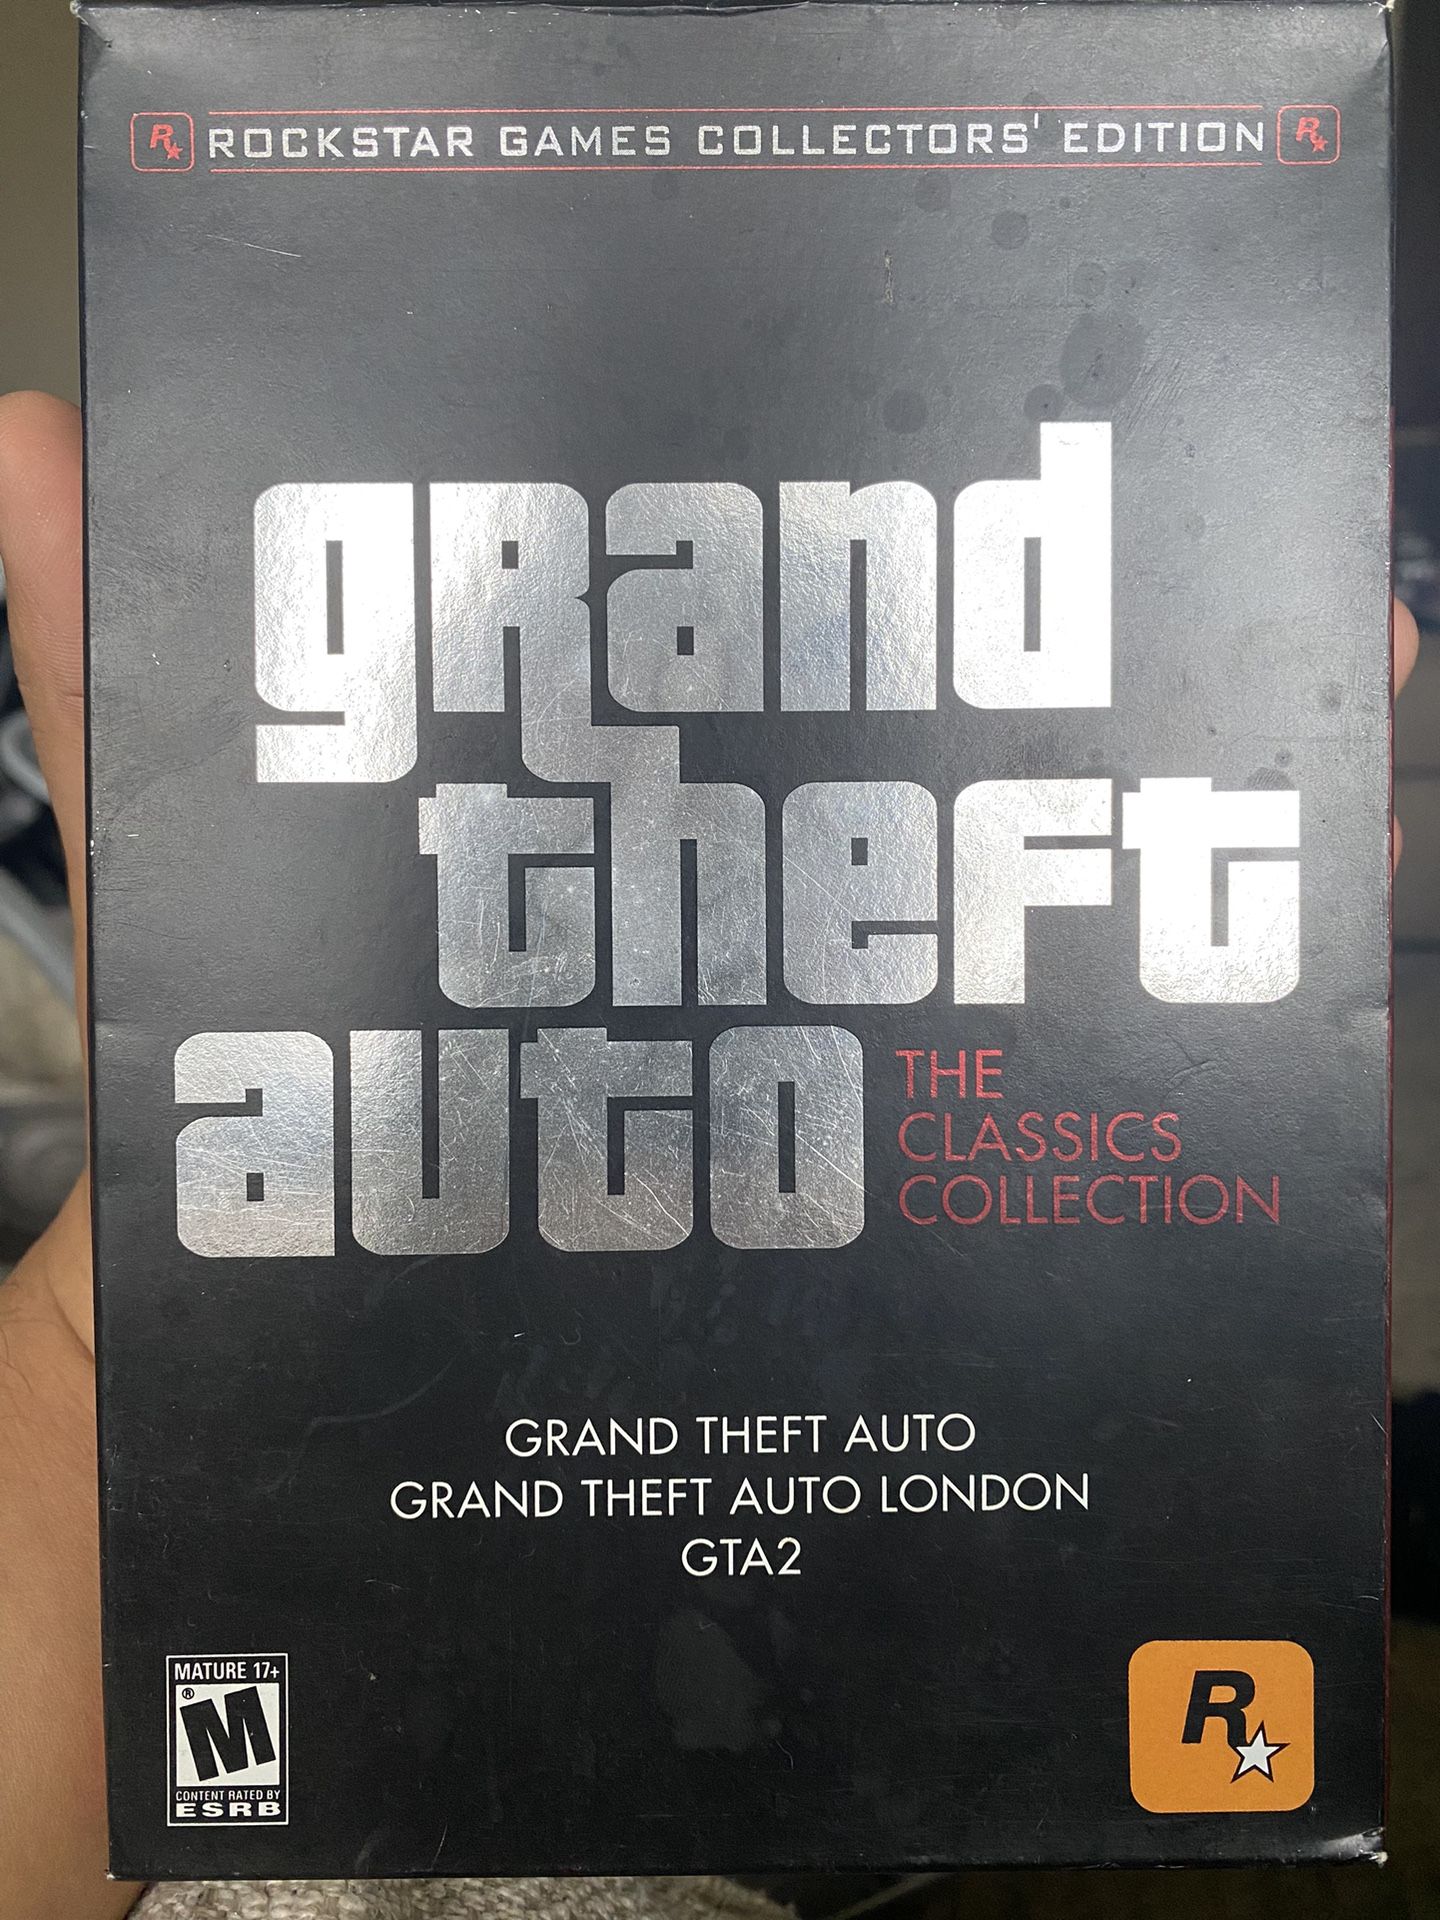 R ROCKSTAR GAMES COLLECTORS' EDITION R
grand
theft
auto
THE
CLASSICS
COLLECTION
GRAND THEFT AUTO
GRAND THEFT AUTO LONDON
GTA2
MATURE 17+
M ®
CONTENT RATED BY
ESRB
R